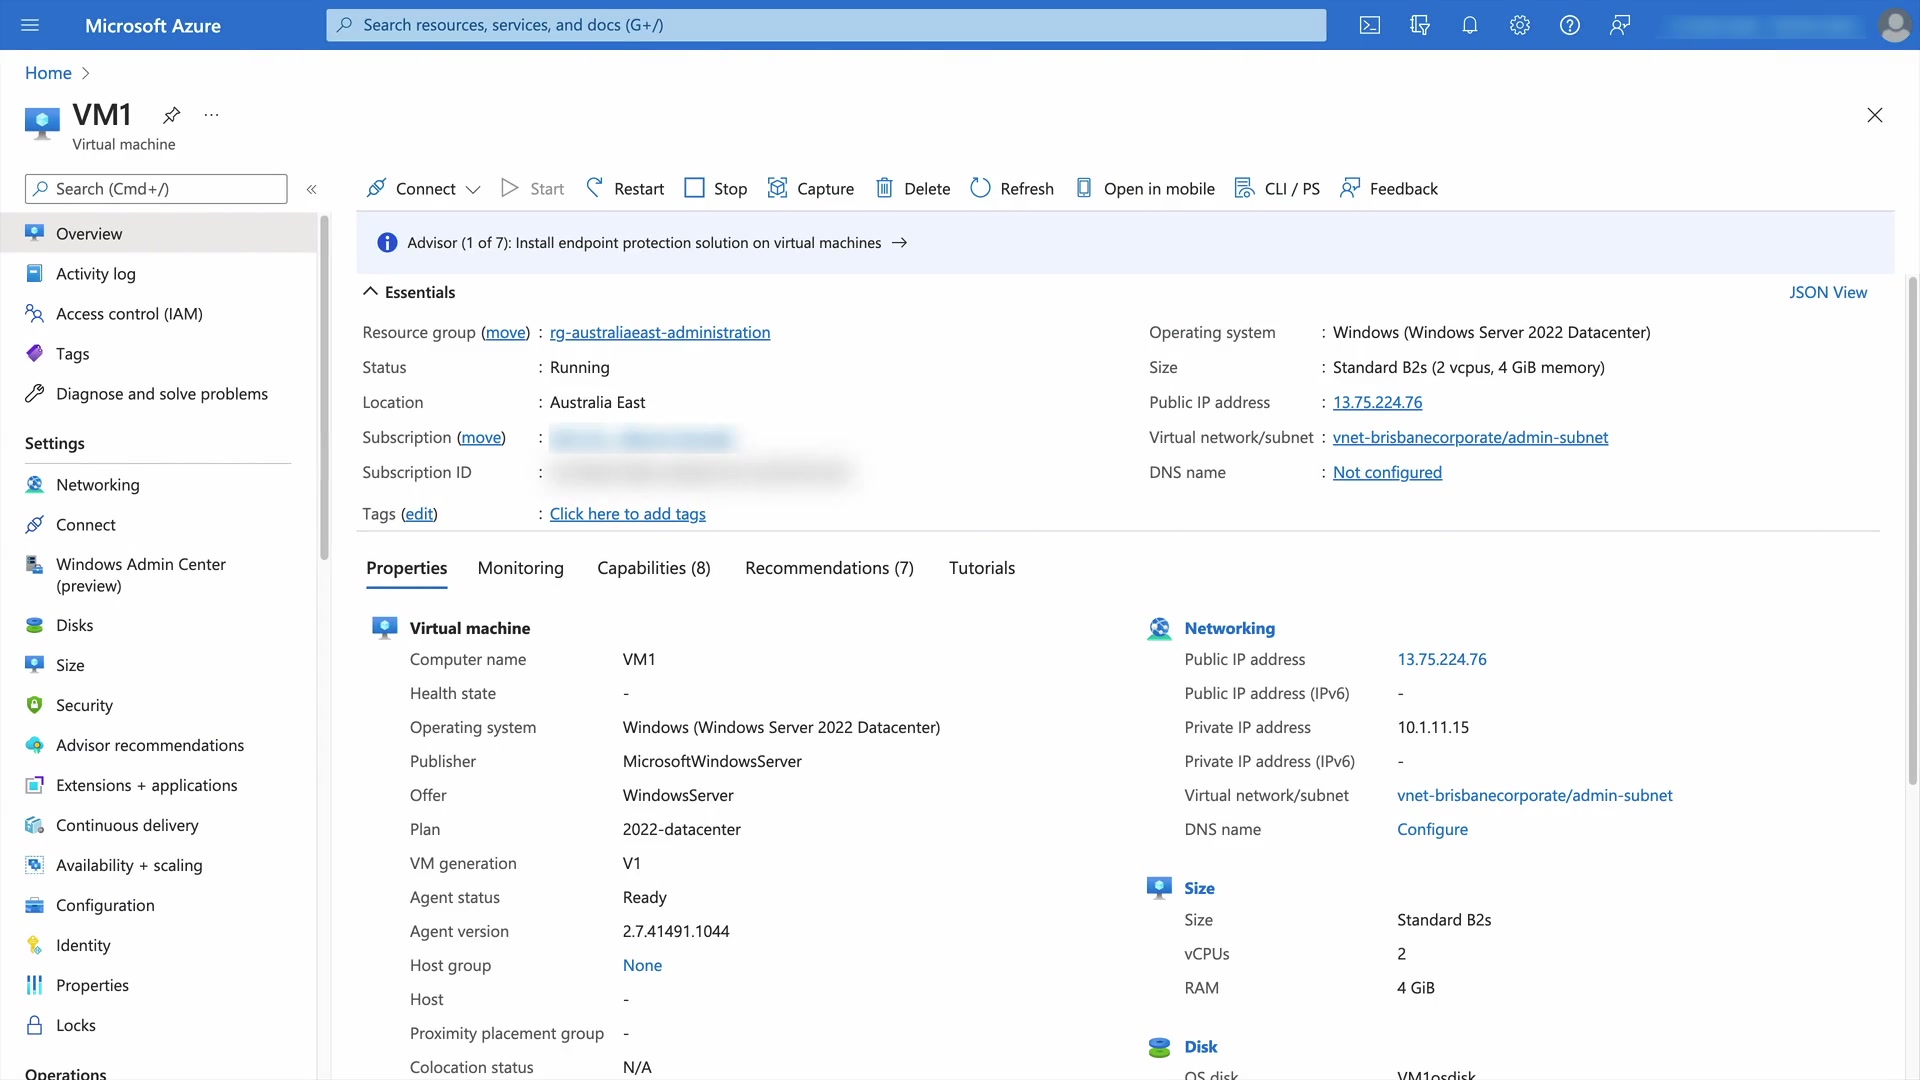 Microsoft Azure
Search resources, services, and docs (G+/)
Home
VM1
Virtual machine
Search (Cmd+/)
Connect
Start
Restart
Stop
Capture
Delete
Refresh
Open in mobile
CLI / PS
Feedback
Overview
Activity log
Access control (IAM)
Tags
Diagnose and solve problems
Settings
Networking
Connect
Windows Admin Center
(preview)
Disks
Size
Security
Advisor recommendations
Extensions + applications
Continuous delivery
Availability + scaling
Configuration
Identity
Properties
Locks
Operations
Advisor (1 of 7): Install endpoint protection solution on virtual machines →
Essentials
JSON View
Resource group (move) : rg-australiaeast-administration
Status : Running
Location : Australia East
Subscription (move) :
Subscription ID :
Tags (edit) : Click here to add tags
Operating system : Windows (Windows Server 2022 Datacenter)
Size : Standard B2s (2 vcpus, 4 GiB memory)
Public IP address : 13.75.224.76
Virtual network/subnet : vnet-brisbanecorporate/admin-subnet
DNS name : Not configured
Properties
Monitoring
Capabilities (8)
Recommendations (7)
Tutorials
Virtual machine
Computer name VM1
Health state -
Operating system Windows (Windows Server 2022 Datacenter)
Publisher MicrosoftWindowsServer
Offer WindowsServer
Plan 2022-datacenter
VM generation V1
Agent status Ready
Agent version 2.7.41491.1044
Host group None
Host -
Proximity placement group -
Colocation status N/A
Networking
Public IP address 13.75.224.76
Public IP address (IPv6) -
Private IP address 10.1.11.15
Private IP address (IPv6) -
Virtual network/subnet vnet-brisbanecorporate/admin-subnet
DNS name Configure
Size
Size Standard B2s
vCPUs 2
RAM 4 GiB
Disk
OS disk VM1osdisk